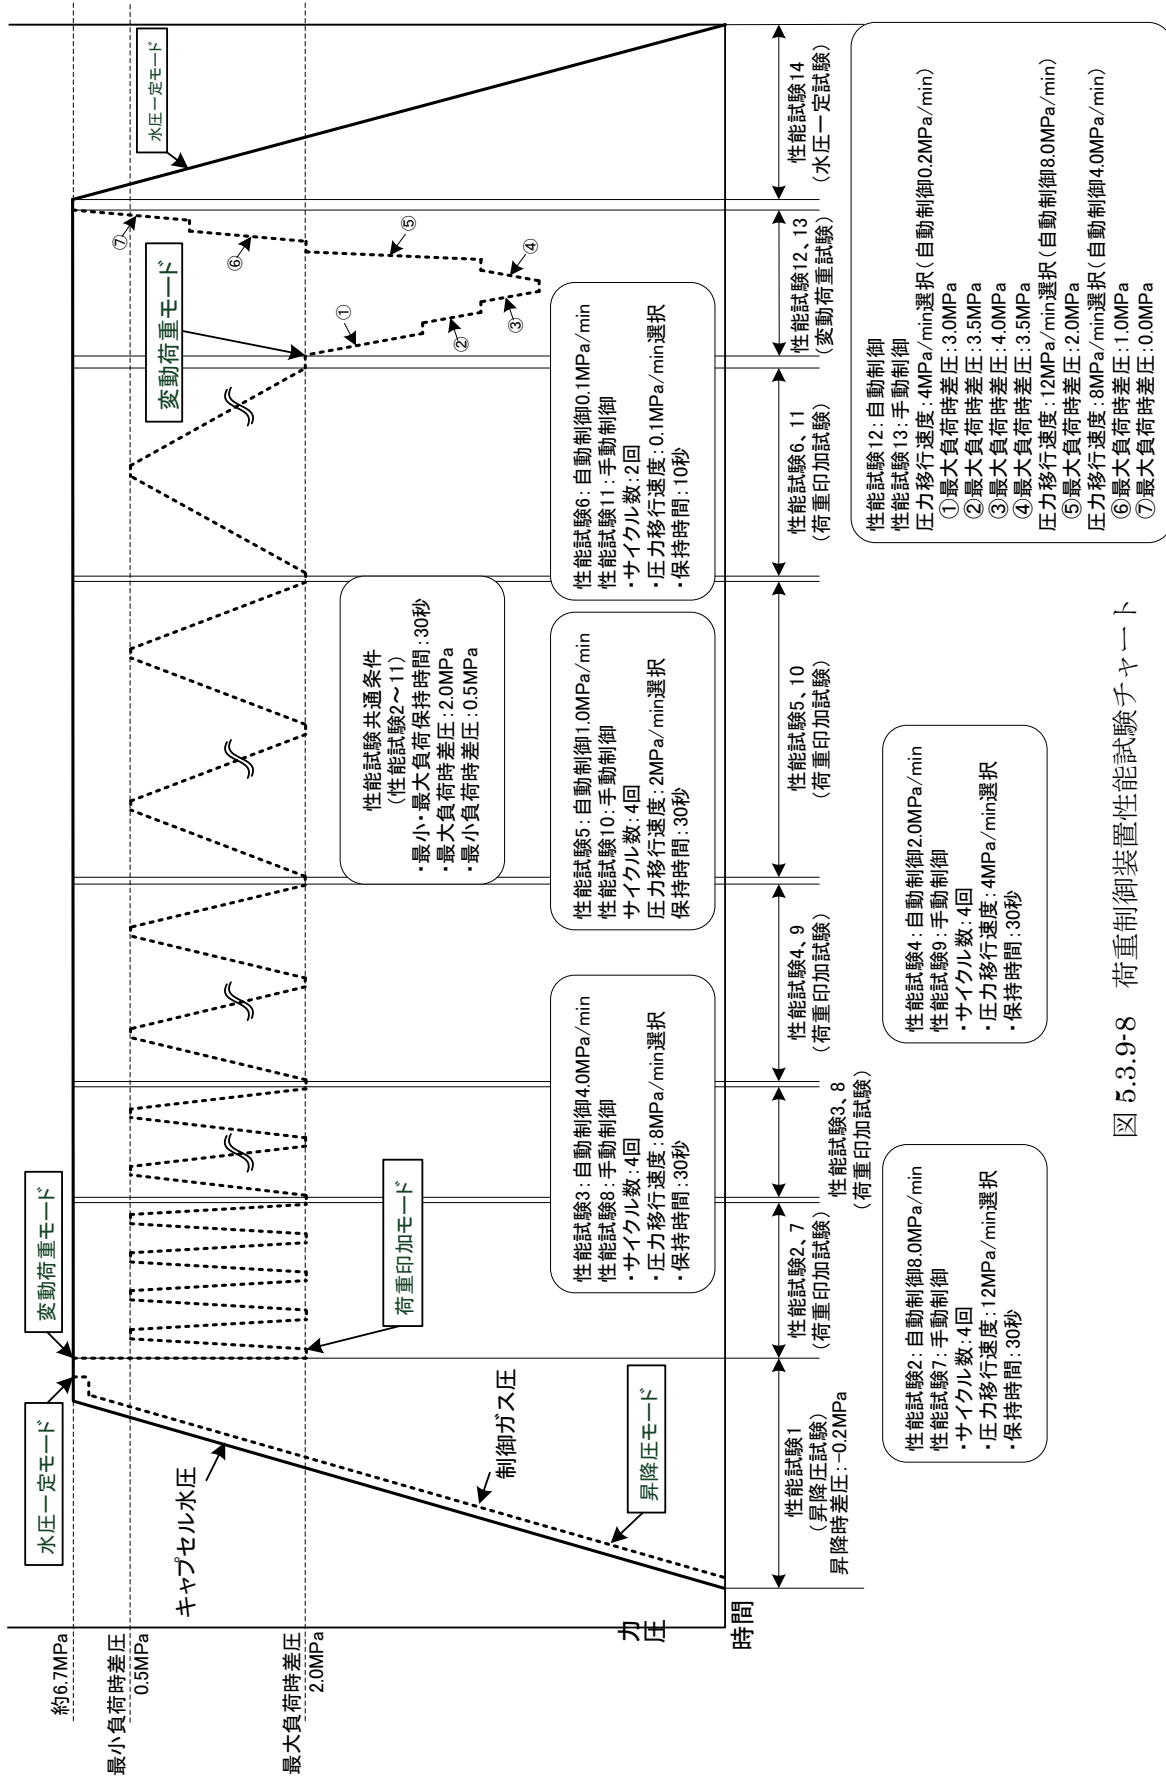 約6.7MPa
最小負荷時差圧
0.5MPa
最大負荷時差圧
2.0MPa
圧力
時間
水圧一定モード
変動荷重モード
キャプセル水圧
制御ガス圧
昇降圧モード
荷重印加モード
変動荷重モード
水圧一定モード
①
②
③
④
⑤
⑥
⑦
性能試験共通条件
(性能試験2～11)
・最小・最大負荷保持時間:30秒
・最大負荷時差圧:2.0MPa
・最小負荷時差圧:0.5MPa
性能試験3:自動制御4.0MPa/min
性能試験8:手動制御
・サイクル数:4回
・圧力移行速度:8MPa/min選択
・保持時間:30秒
性能試験5:自動制御1.0MPa/min
性能試験10:手動制御
サイクル数:4回
圧力移行速度:2MPa/min選択
保持時間:30秒
性能試験6:自動制御0.1MPa/min
性能試験11:手動制御
・サイクル数:2回
・圧力移行速度:0.1MPa/min選択
・保持時間:10秒
性能試験1
(昇降圧試験)
昇降時差圧:-0.2MPa
性能試験2、7
(荷重印加試験)
性能試験3、8
(荷重印加試験)
性能試験4、9
(荷重印加試験)
性能試験5、10
(荷重印加試験)
性能試験6、11
(荷重印加試験)
性能試験12、13
(変動荷重試験)
性能試験14
(水圧一定試験)
性能試験2:自動制御8.0MPa/min
性能試験7:手動制御
・サイクル数:4回
・圧力移行速度:12MPa/min選択
・保持時間:30秒
性能試験4:自動制御2.0MPa/min
性能試験9:手動制御
・サイクル数:4回
・圧力移行速度:4MPa/min選択
・保持時間:30秒
性能試験12:自動制御
性能試験13:手動制御
圧力移行速度:4MPa/min選択(自動制御0.2MPa/min)
①最大負荷時差圧:3.0MPa
②最大負荷時差圧:3.5MPa
③最大負荷時差圧:4.0MPa
④最大負荷時差圧:3.5MPa
圧力移行速度:12MPa/min選択(自動制御8.0MPa/min)
⑤最大負荷時差圧:2.0MPa
圧力移行速度:8MPa/min選択(自動制御4.0MPa/min)
⑥最大負荷時差圧:1.0MPa
⑦最大負荷時差圧:0.0MPa
図 5.3.9-8 荷重制御装置性能試験チャート